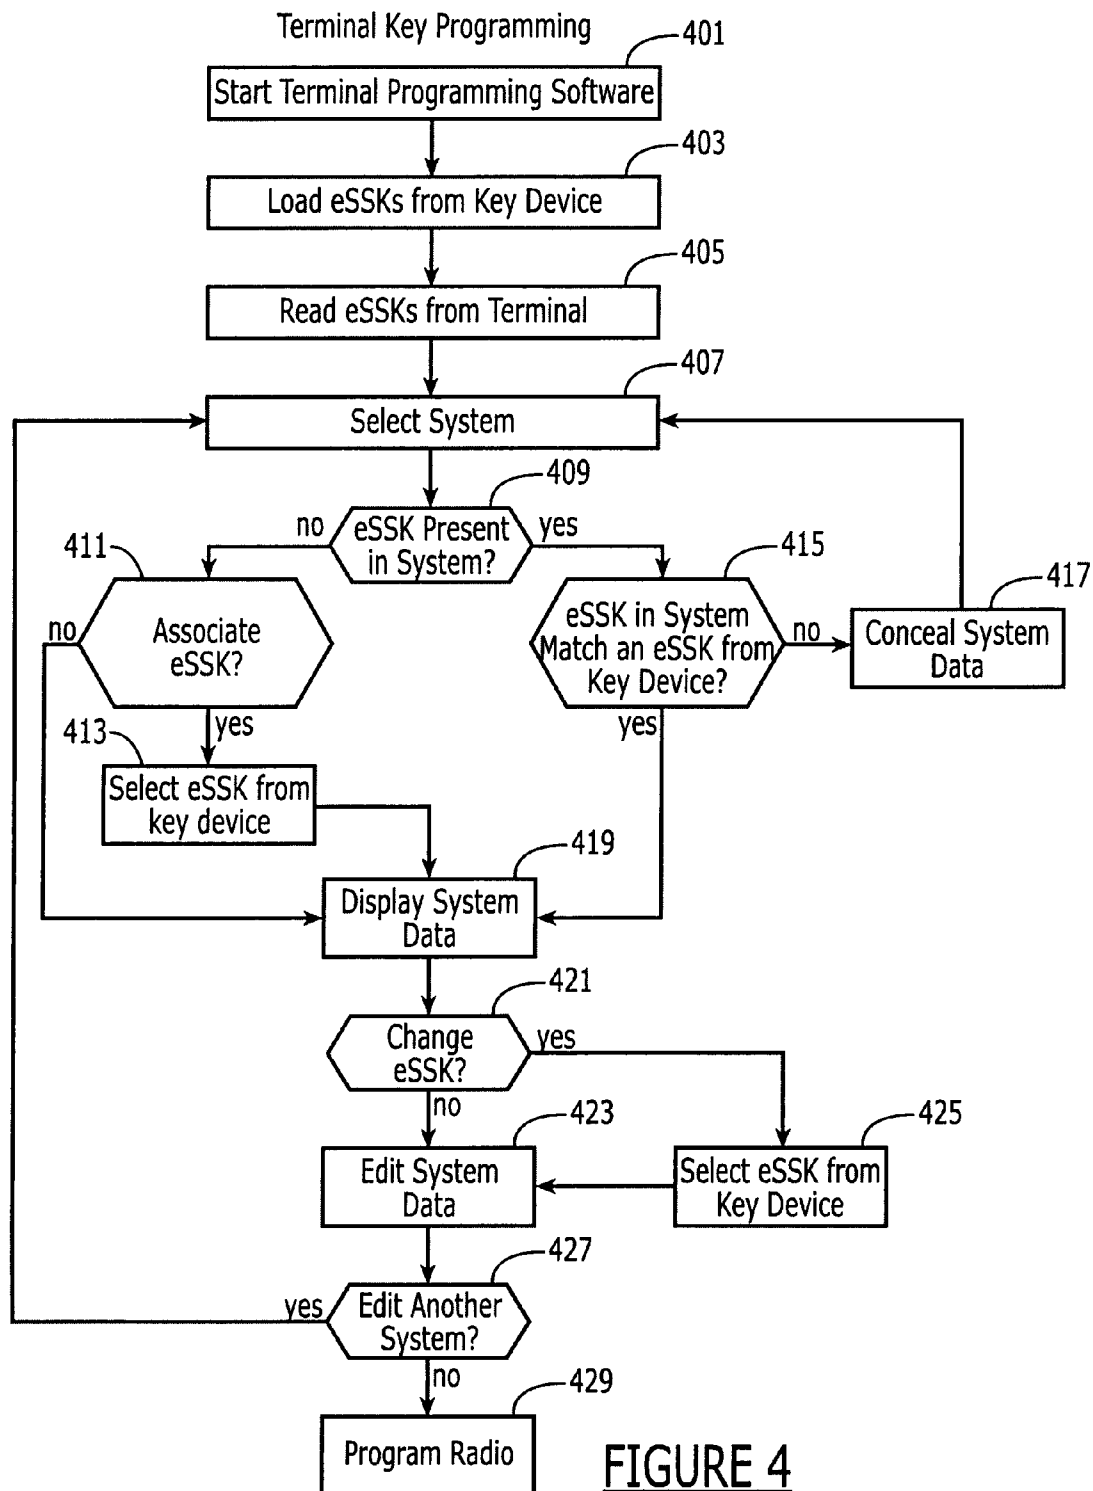 Terminal Key Programming
401
Start Terminal Programming Software
403
Load eSSKs from Key Device
405
Read eSSKs from Terminal
407
Select System
409
no
eSSK Present
in System?
yes
411
415
417
no
Associate
eSSK?
eSSK in System
Match an eSSK from
Key Device?
no
Conceal System
Data
yes
yes
413
Select eSSK from
key device
419
Display System
Data
421
Change
eSSK?
yes
no
423
425
Edit System
Data
Select eSSK from
Key Device
427
yes
Edit Another
System?
no
429
Program Radio
FIGURE 4